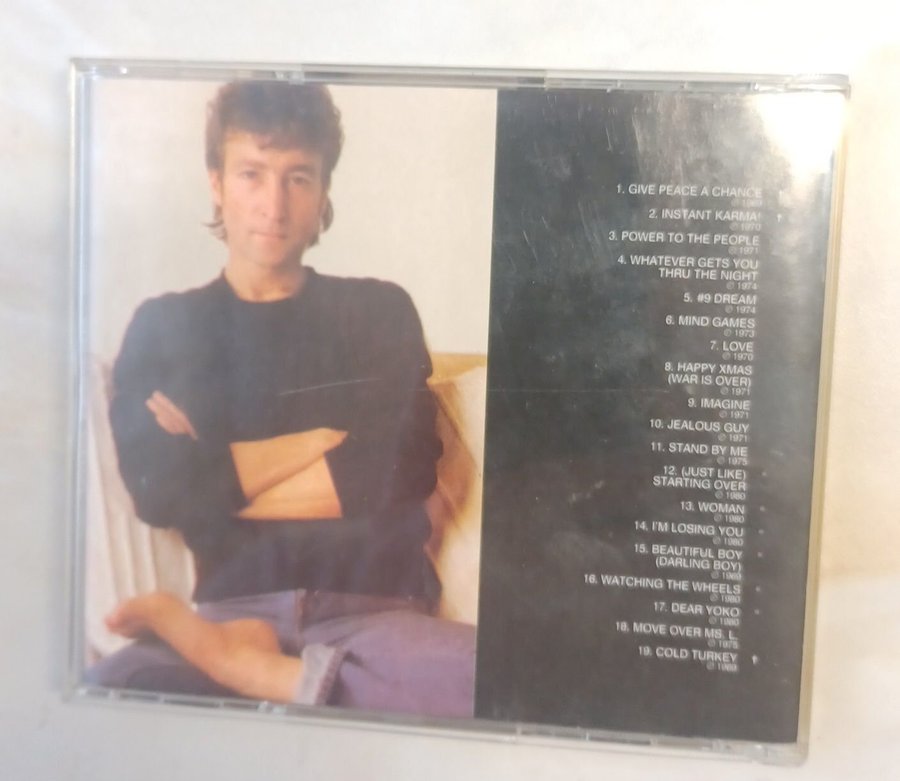 1. GIVE PEACE A CHANCE †
℗ 1969
2. INSTANT KARMA! †
℗ 1970
3. POWER TO THE PEOPLE
℗ 1971
4. WHATEVER GETS YOU
THRU THE NIGHT
℗ 1974
5. #9 DREAM
℗ 1974
6. MIND GAMES
℗ 1973
7. LOVE
℗ 1970
8. HAPPY XMAS
(WAR IS OVER)
℗ 1971
9. IMAGINE
℗ 1971
10. JEALOUS GUY
℗ 1971
11. STAND BY ME
℗ 1975
12. (JUST LIKE)
STARTING OVER
℗ 1980
13. WOMAN
℗ 1980
14. I'M LOSING YOU
℗ 1980
15. BEAUTIFUL BOY
(DARLING BOY)
℗ 1980
16. WATCHING THE WHEELS
℗ 1980
17. DEAR YOKO
℗ 1980
18. MOVE OVER MS. L.
℗ 1975
19. COLD TURKEY †
℗ 1969